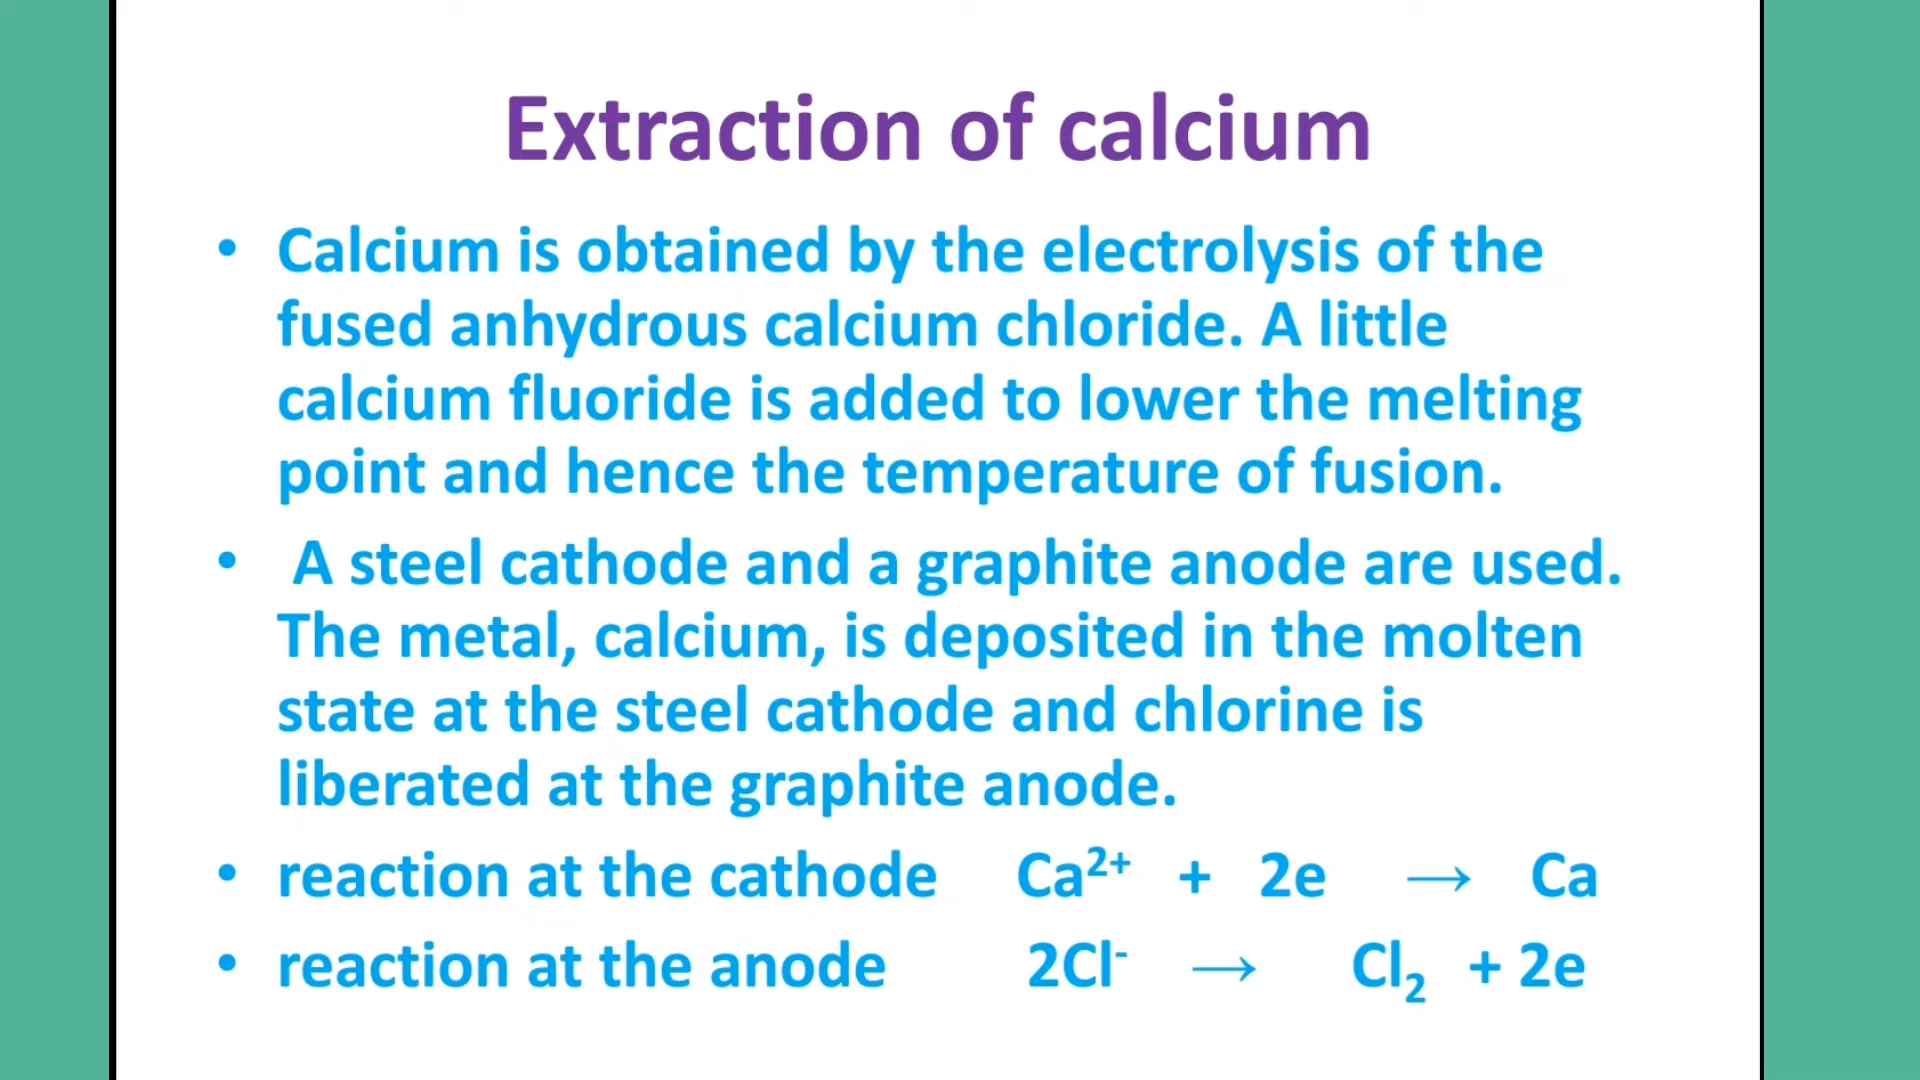 Extraction of calcium
• Calcium is obtained by the electrolysis of the
fused anhydrous calcium chloride. A little
calcium fluoride is added to lower the melting
point and hence the temperature of fusion.
• A steel cathode and a graphite anode are used.
The metal, calcium, is deposited in the molten
state at the steel cathode and chlorine is
liberated at the graphite anode.
• reaction at the cathode Ca²⁺ + 2e → Ca
• reaction at the anode 2Cl⁻ → Cl₂ + 2e